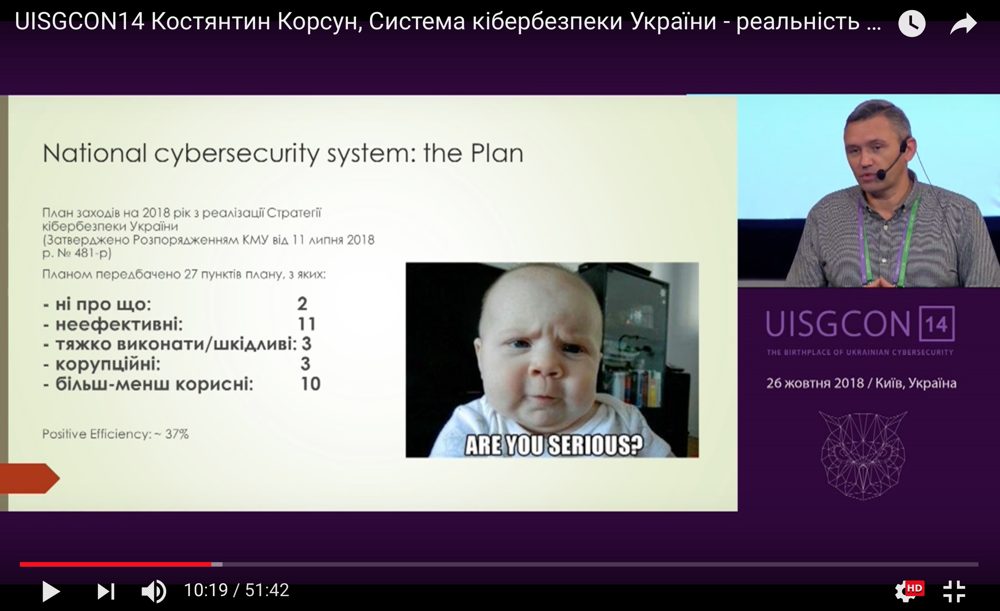 UISGCON14 Костянтин Корсун, Система кібербезпеки України - реальність ...
National cybersecurity system: the Plan
План заходів на 2018 рік з реалізації Стратегії
кібербезпеки України
(Затверджено Розпорядженням КМУ від 11 липня 2018
р. № 481-р)
Планом передбачено 27 пунктів плану, з яких:
- ні про що: 2
- неефективні: 11
- тяжко виконати/шкідливі: 3
- корупційні: 3
- більш-менш корисні: 10
Positive Efficiency: ~ 37%
ARE YOU SERIOUS?
UISGCON 14
THE BIRTHPLACE OF UKRAINIAN CYBERSECURITY
26 жовтня 2018 / Київ, Україна
10:19 / 51:42
HD